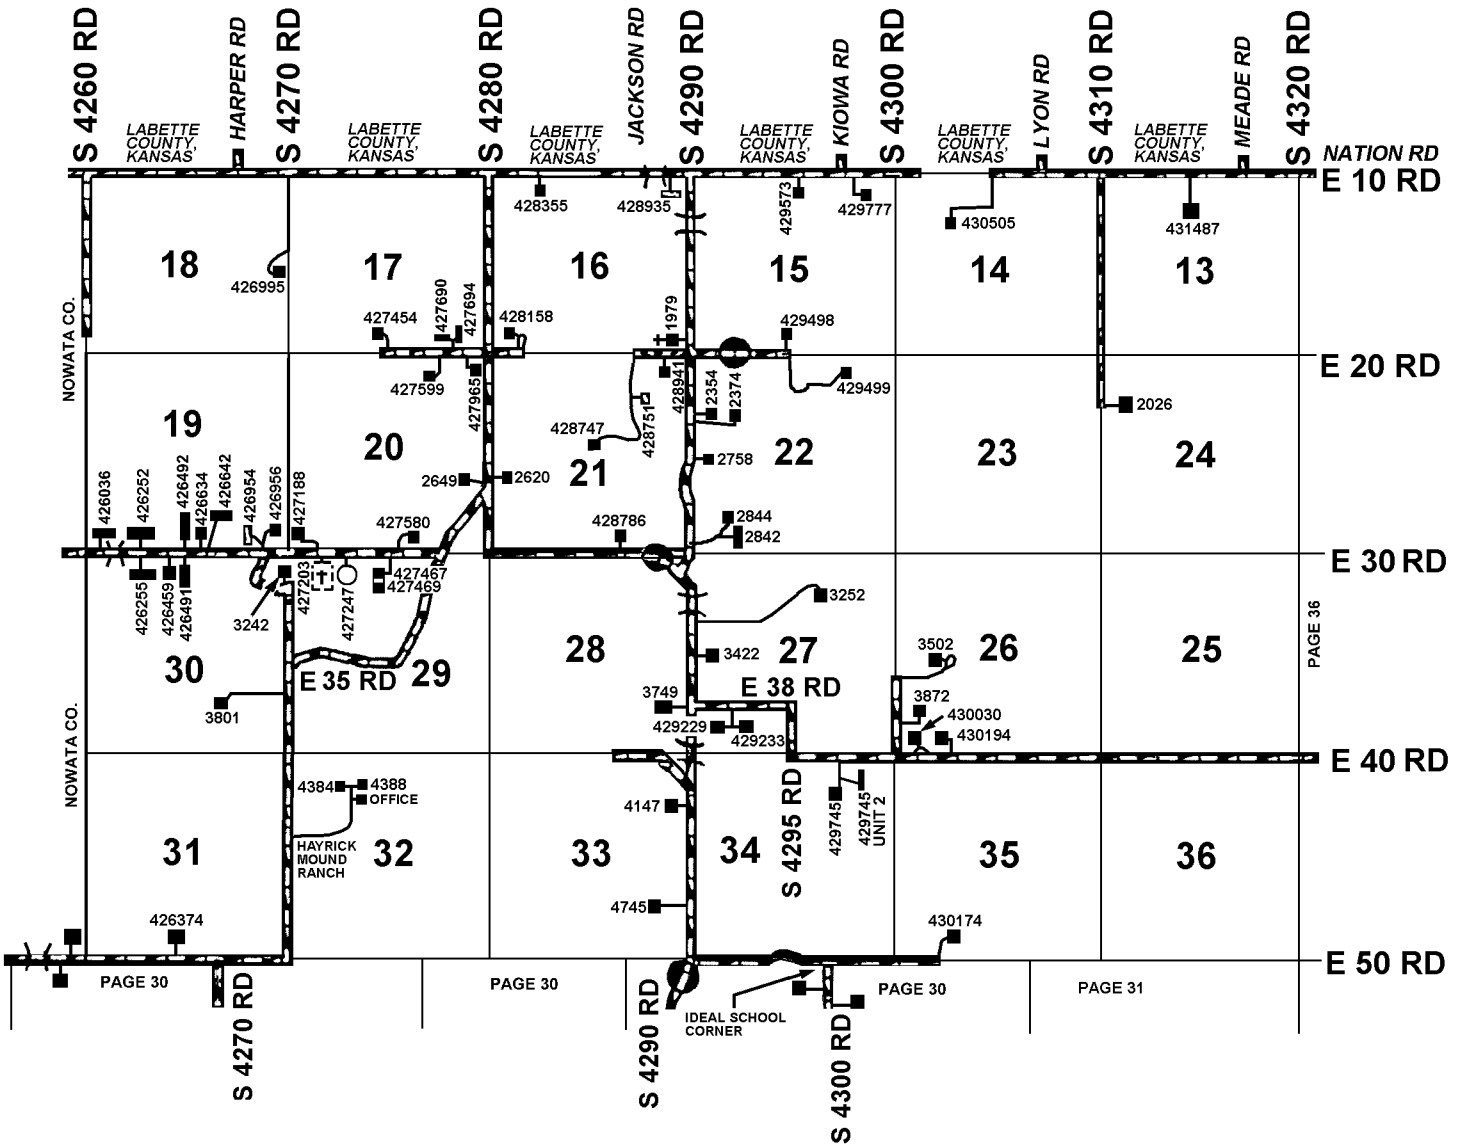 S 4260 RD
HARPER RD
S 4270 RD
S 4280 RD
JACKSON RD
S 4290 RD
KIOWA RD
S 4300 RD
LYON RD
S 4310 RD
MEADE RD
S 4320 RD
LABETTE
COUNTY,
KANSAS
LABETTE
COUNTY,
KANSAS
LABETTE
COUNTY,
KANSAS
LABETTE
COUNTY,
KANSAS
LABETTE
COUNTY,
KANSAS
LABETTE
COUNTY,
KANSAS
NATION RD
E 10 RD
428355
428935
429573
429777
430505
431487
18
17
16
15
14
13
426995
NOWATA CO.
427454
427690
427694
428158
1979
429498
E 20 RD
427599
427965
428941
2354
2374
429499
2026
428747
428751
19
20
21
22
23
24
2649
2620
2758
426036
426252
426492
426634
426642
426954
426956
427188
427580
428786
2844
2842
E 30 RD
426255
426459
426491
3242
427203
427247
427467
427469
3252
PAGE 36
30
29
28
27
26
25
E 35 RD
3422
3502
3801
3749
E 38 RD
3872
430030
430194
429229
429233
NOWATA CO.
E 40 RD
4384
4388
OFFICE
4147
S 4295 RD
429745
429745
UNIT 2
HAYRICK
MOUND
RANCH
31
32
33
34
35
36
426374
4745
430174
E 50 RD
PAGE 30
PAGE 30
PAGE 30
PAGE 31
S 4270 RD
S 4290 RD
IDEAL SCHOOL
CORNER
S 4300 RD